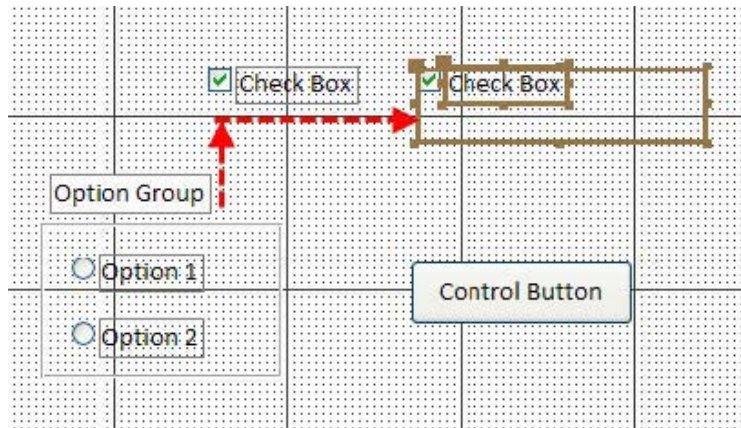 Check Box
Check Box
Option Group
Option 1
Option 2
Control Button